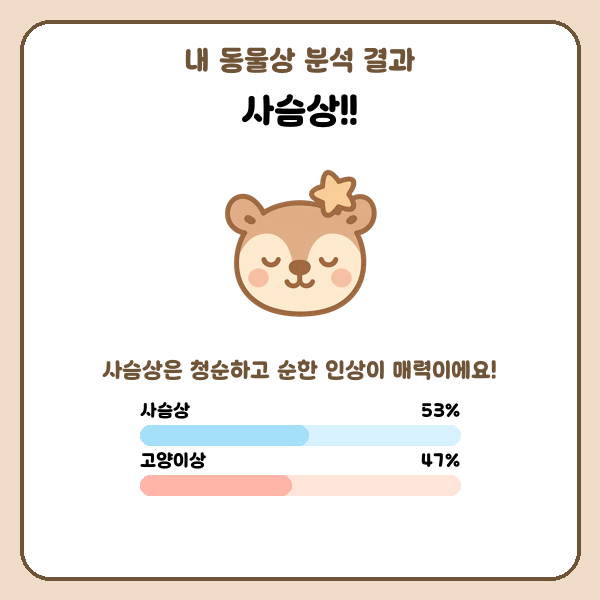 내 동물상 분석 결과
사슴상!!
사슴상은 청순하고 순한 인상이 매력이에요!
사슴상 53%
고양이상 47%